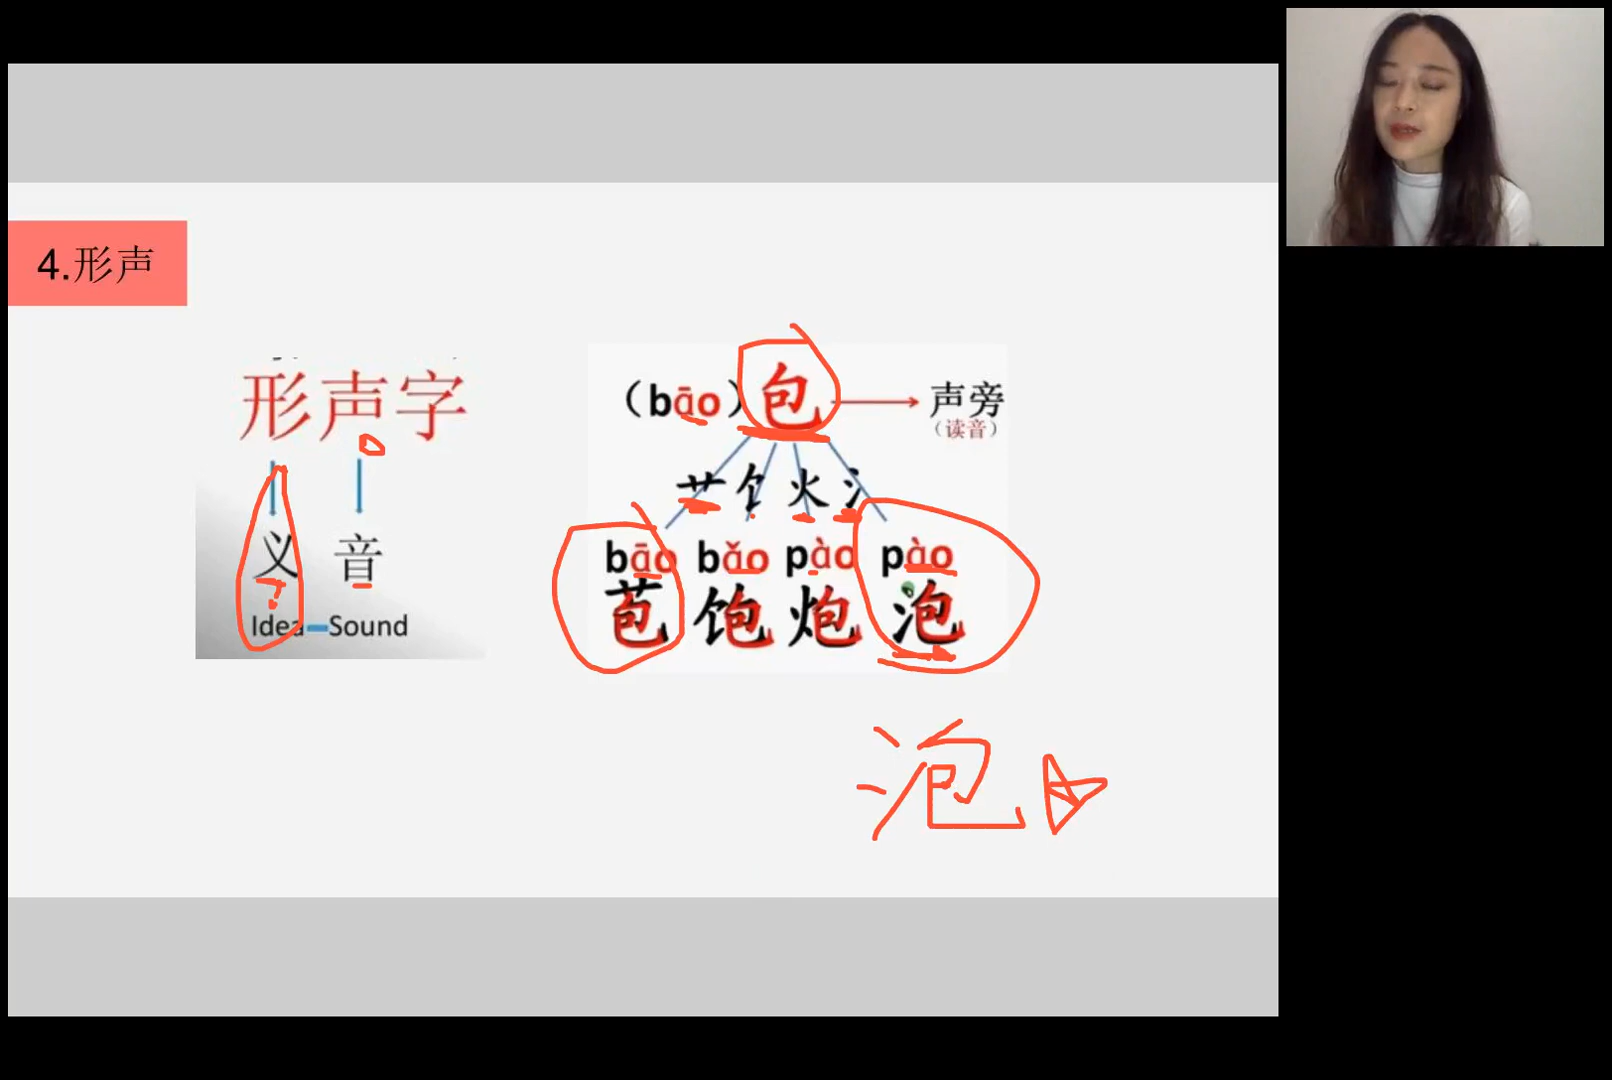 4.形声
形声字
义 音
Idea—Sound
(bāo)包 声旁
(读音)
艹 饣 火 氵
bāo bǎo pào pào
苞 饱 炮 泡
泡